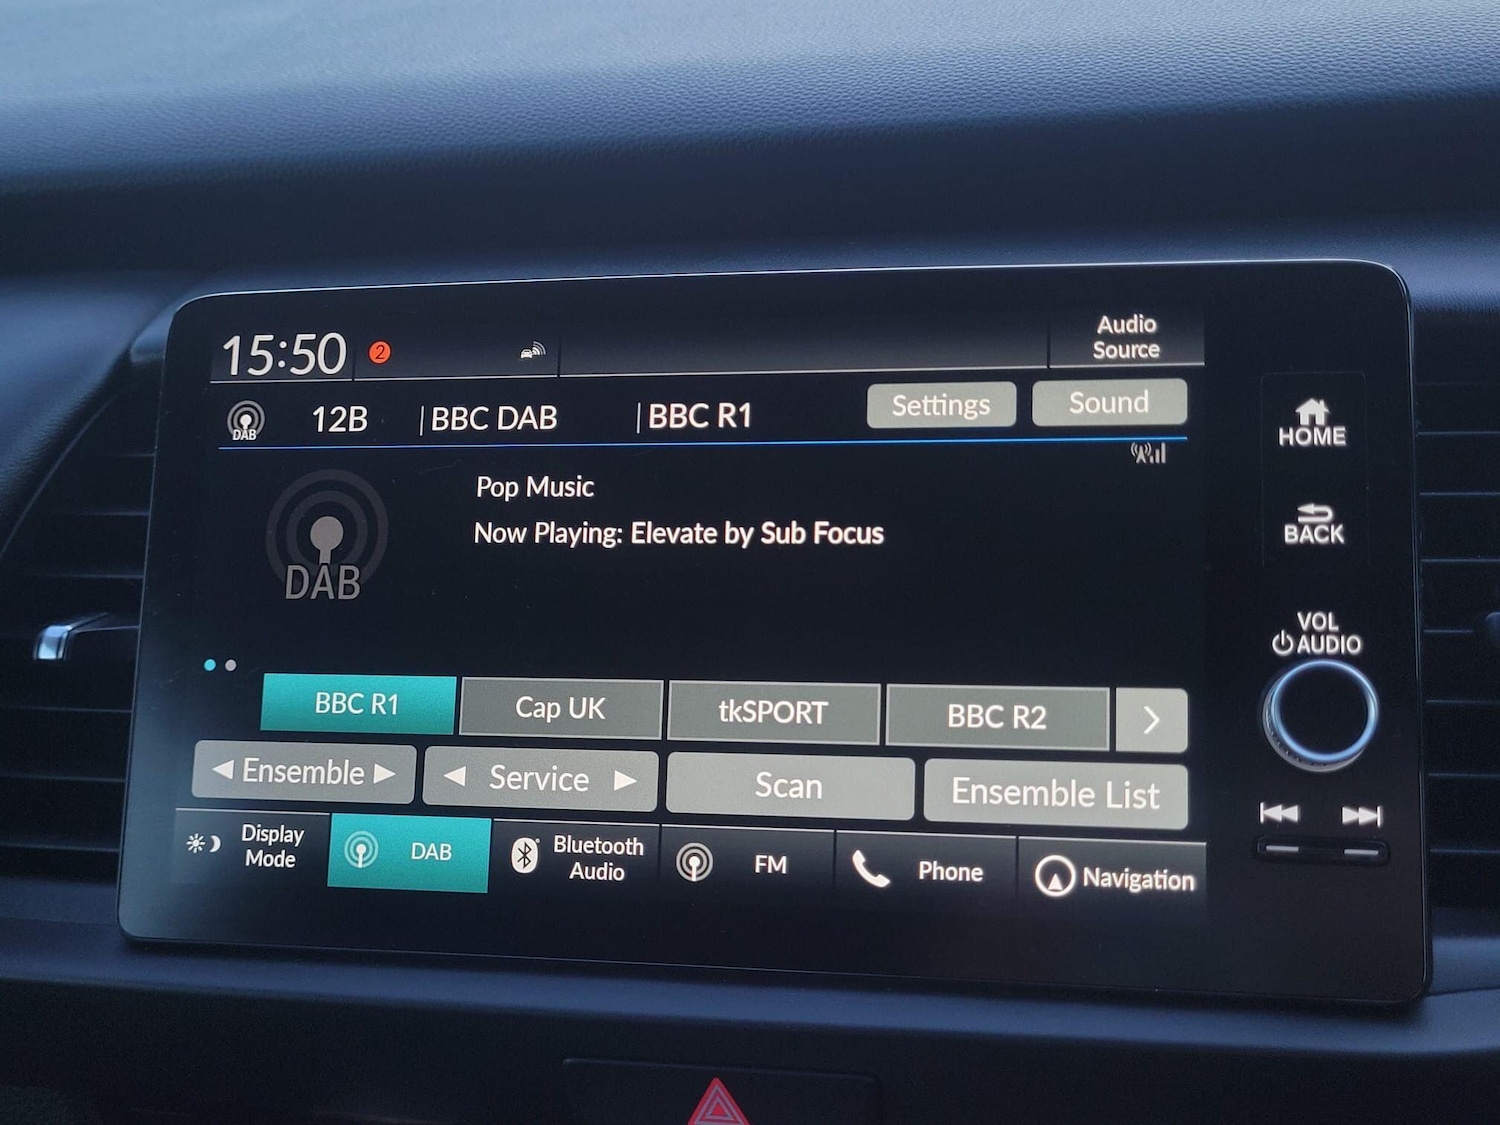 15:50 2
Audio
Source
DAB 12B | BBC DAB | BBC R1 Settings Sound
HOME
Pop Music
Now Playing: Elevate by Sub Focus
BACK
DAB
VOL
AUDIO
BBC R1 Cap UK tkSPORT BBC R2
Ensemble Service Scan Ensemble List
Display
Mode
DAB
Bluetooth
Audio
FM
Phone
Navigation